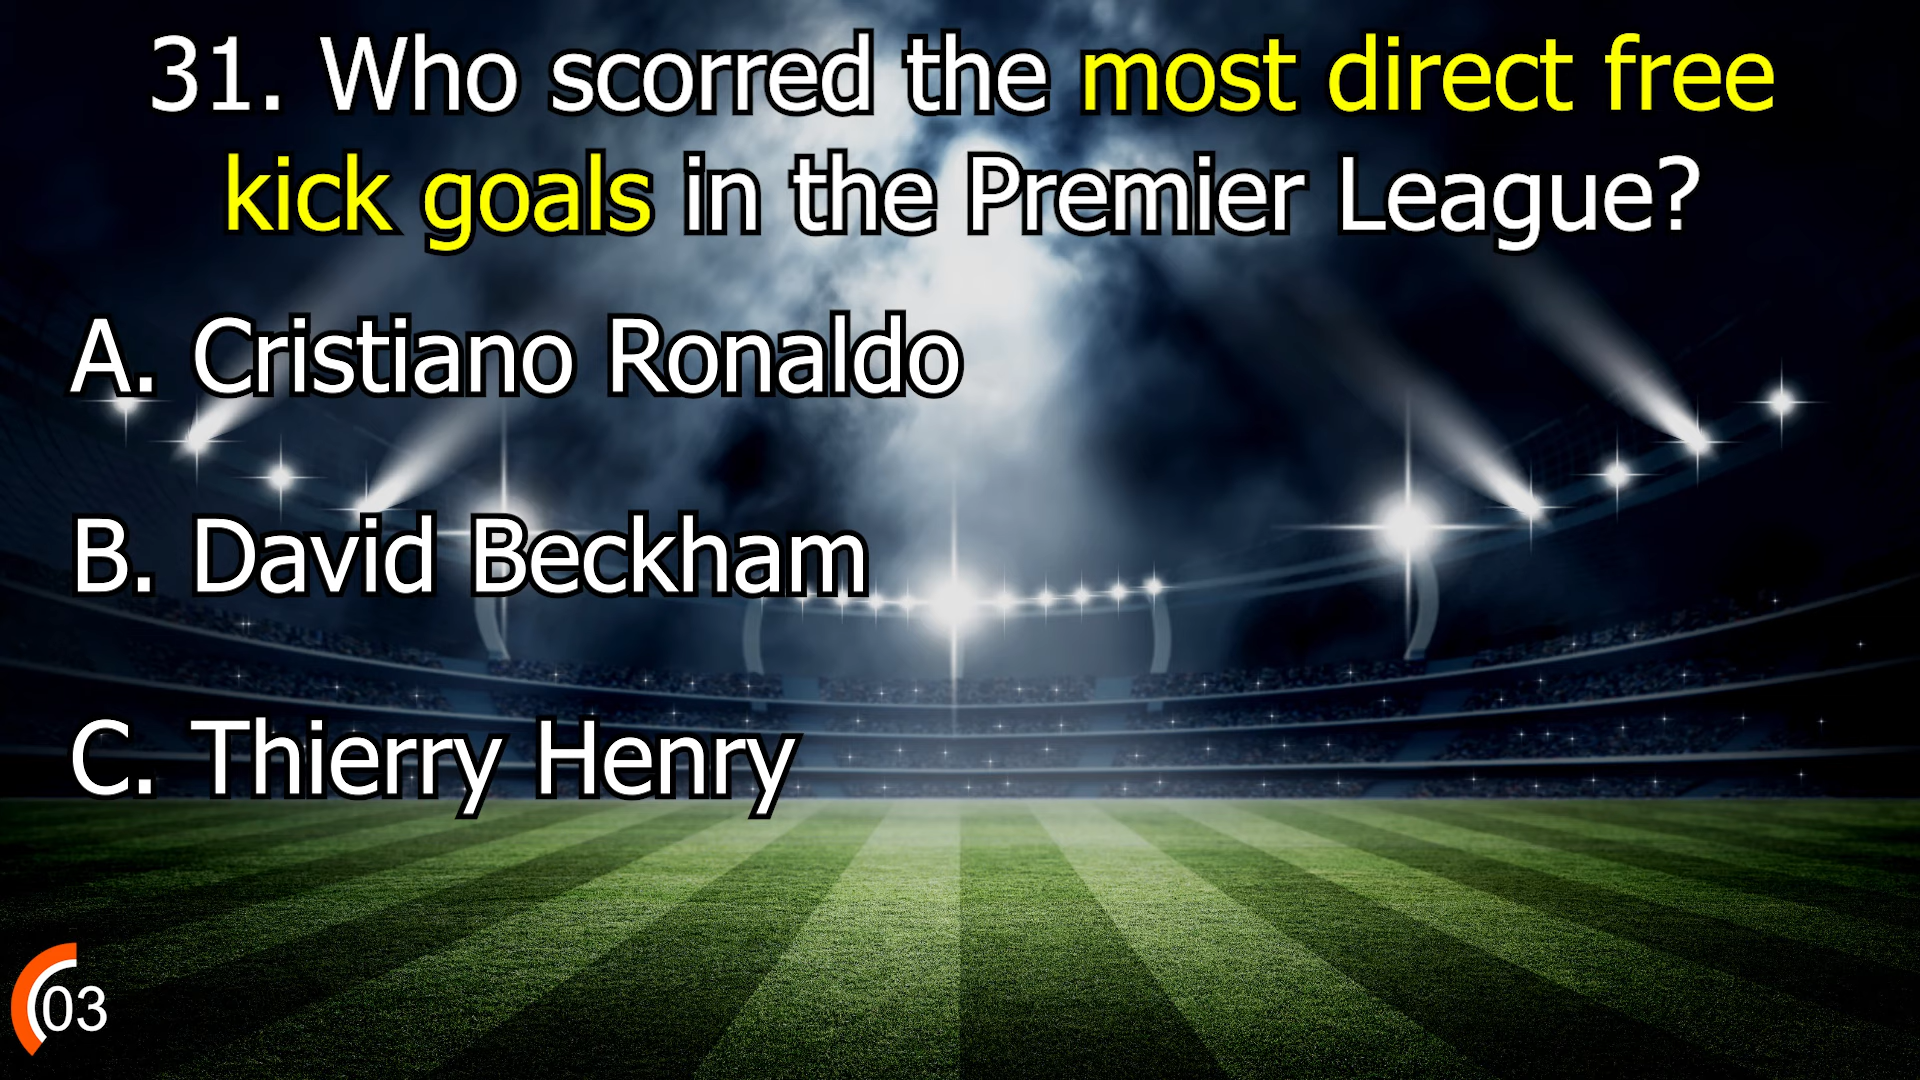 31. Who scorred the most direct free
kick goals in the Premier League?
A. Cristiano Ronaldo
B. David Beckham
C. Thierry Henry
03